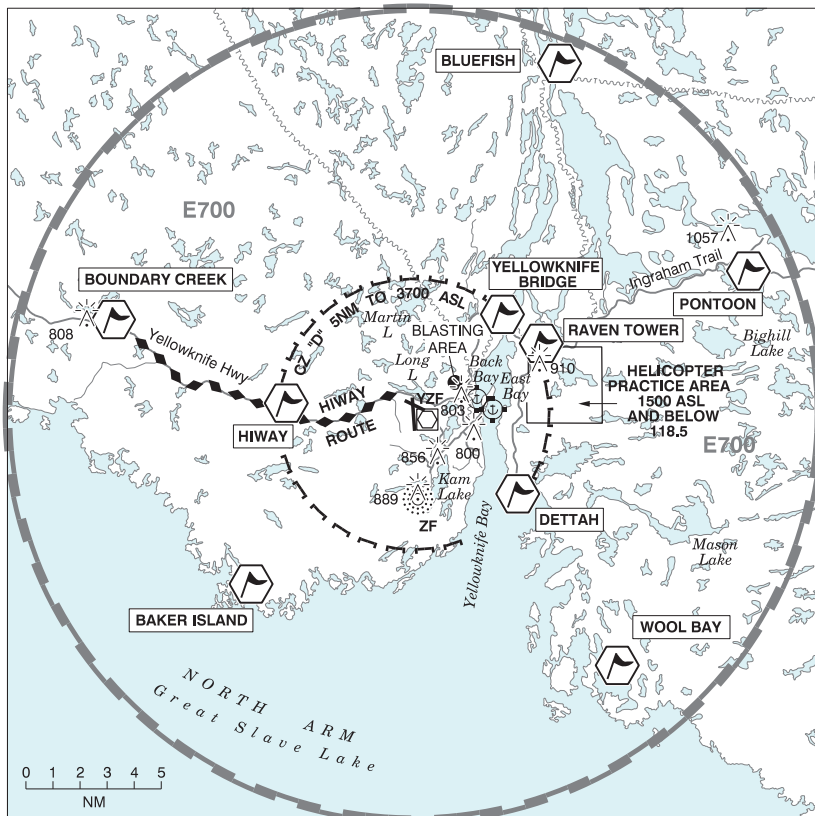 BLUEFISH
E700
1057
Ingraham Trail
BOUNDARY CREEK
YELLOWKNIFE
BRIDGE
PONTOON
CZ "D" 5NM TO 3700 ASL
Martin
L
808
Yellowknife Hwy
BLASTING
AREA
RAVEN TOWER
Bighill
Lake
Long
L
Back
Bay
East
Bay
910
HELICOPTER
PRACTICE AREA
1500 ASL
AND BELOW
118.5
HIWAY
ROUTE
YZF
803
HIWAY
800
E700
856
Kam
Lake
889
ZF
DETTAH
Yellowknife Bay
Mason
Lake
BAKER ISLAND
WOOL BAY
NORTH ARM
Great Slave Lake
0 1 2 3 4 5
NM